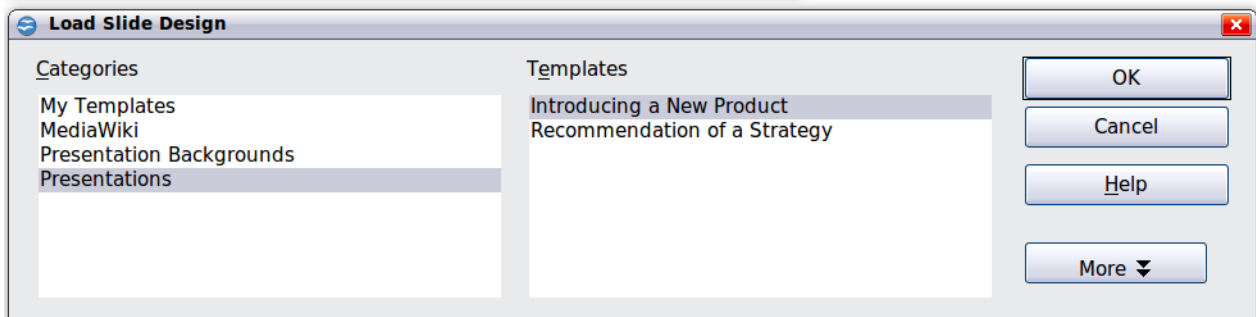 Load Slide Design
Categories
My Templates
MediaWiki
Presentation Backgrounds
Presentations
Templates
Introducing a New Product
Recommendation of a Strategy
OK
Cancel
Help
More